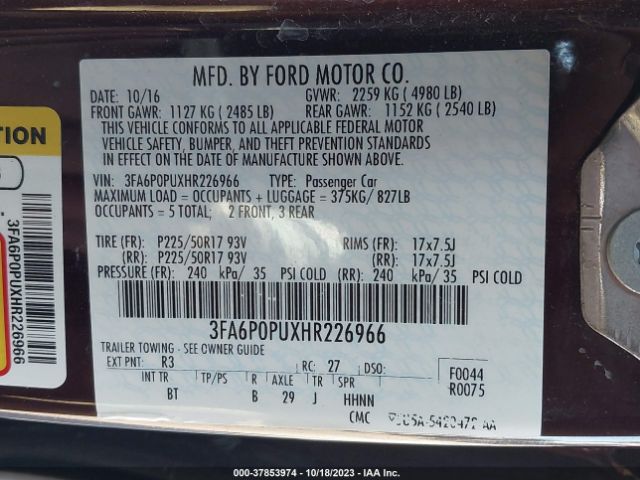 MFD. BY FORD MOTOR CO.
DATE: 10/16 GVWR: 2259 KG ( 4980 LB)
FRONT GAWR: 1127 KG ( 2485 LB) REAR GAWR: 1152 KG ( 2540 LB)
THIS VEHICLE CONFORMS TO ALL APPLICABLE FEDERAL MOTOR
VEHICLE SAFETY, BUMPER, AND THEFT PREVENTION STANDARDS
IN EFFECT ON THE DATE OF MANUFACTURE SHOWN ABOVE.
VIN: 3FA6P0PUXHR226966 TYPE: Passenger Car
MAXIMUM LOAD = OCCUPANTS + LUGGAGE = 375KG/ 827LB
OCCUPANTS = 5 TOTAL; 2 FRONT, 3 REAR
TIRE (FR): P225/50R17 93V RIMS (FR): 17x7.5J
(RR): P225/50R17 93V (RR): 17x7.5J
PRESSURE (FR): 240 kPa/ 35 PSI COLD (RR): 240 kPa/ 35 PSI COLD
3FA6P0PUXHR226966
TRAILER TOWING - SEE OWNER GUIDE
EXT PNT: R3 RC: 27 DSO: F0044
R0075
INT TR TP/PS R AXLE TR SPR
BT B 29 J HHNN
CMC
TION
3FA6P0PUXHR226966
000-37853974 | 10/18/2023 | IAA Inc.